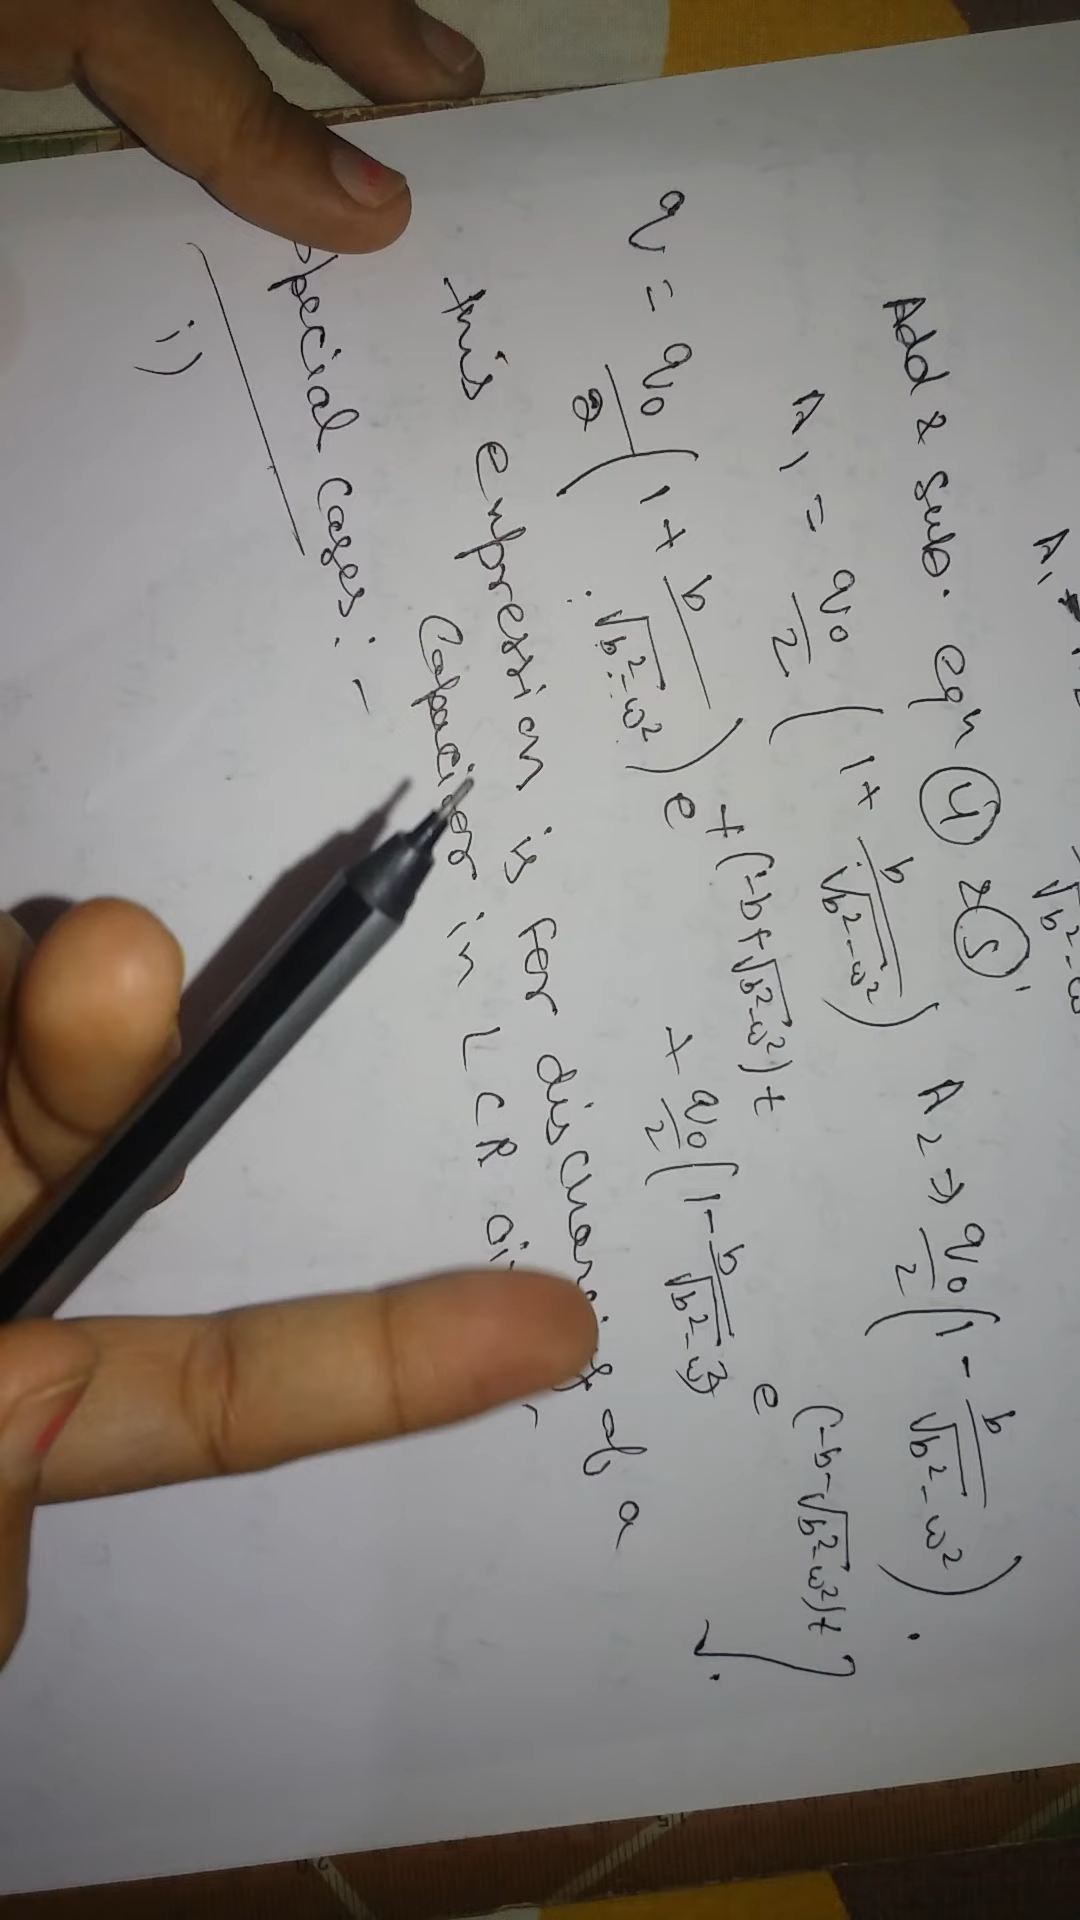 Add & sub. eqn (4) & (5)
A₁ = q₀/2 (1 + b/√b²-ω²) A₂ ⇒ q₀/2 (1 - b/√b²-ω²).
q = q₀/2 (1 + b/√b²-ω²) e^+(-b+√b²-ω²)t + q₀/2 (1 - b/√b²-ω²) e^(-b-√b²-ω²)t
this expression is for discharging of a
Capacitor in LCR
Special Cases:-
i)